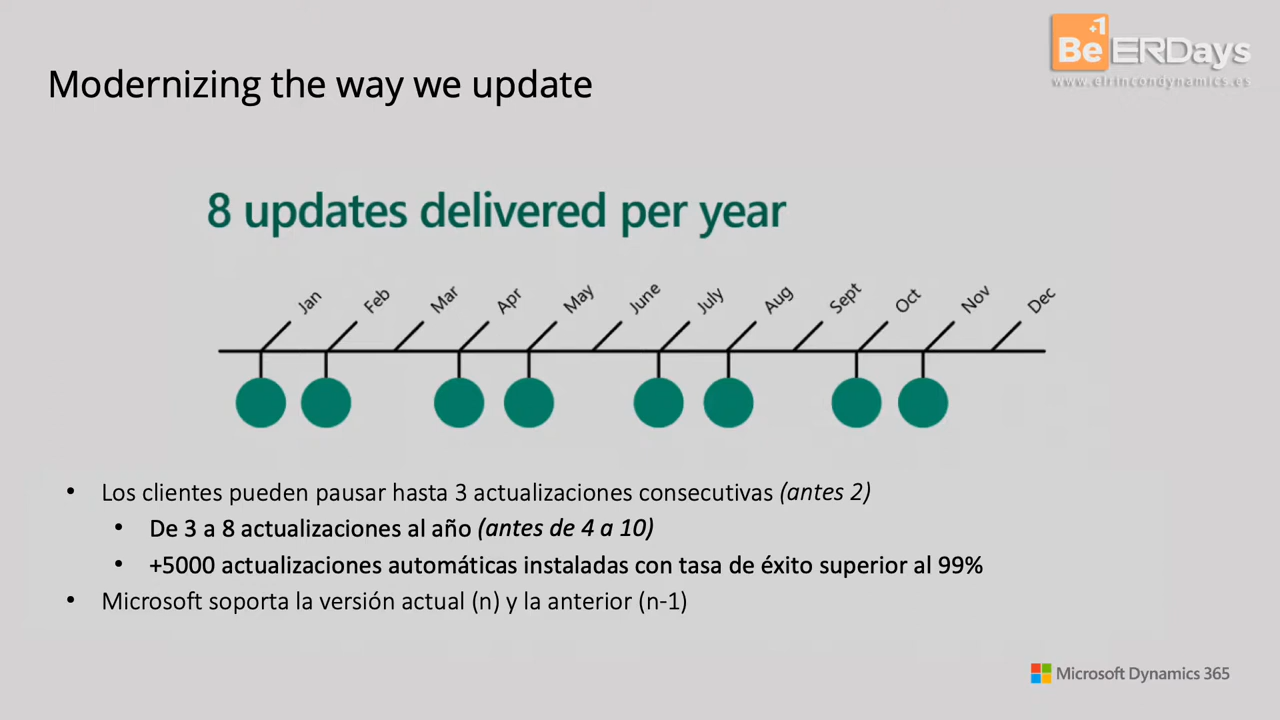 Be+1 ERDays
www.elrincondynamics.es
Modernizing the way we update
8 updates delivered per year
Jan Feb Mar Apr May June July Aug Sept Oct Nov Dec
• Los clientes pueden pausar hasta 3 actualizaciones consecutivas (antes 2)
• De 3 a 8 actualizaciones al año (antes de 4 a 10)
• +5000 actualizaciones automáticas instaladas con tasa de éxito superior al 99%
• Microsoft soporta la versión actual (n) y la anterior (n-1)
Microsoft Dynamics 365